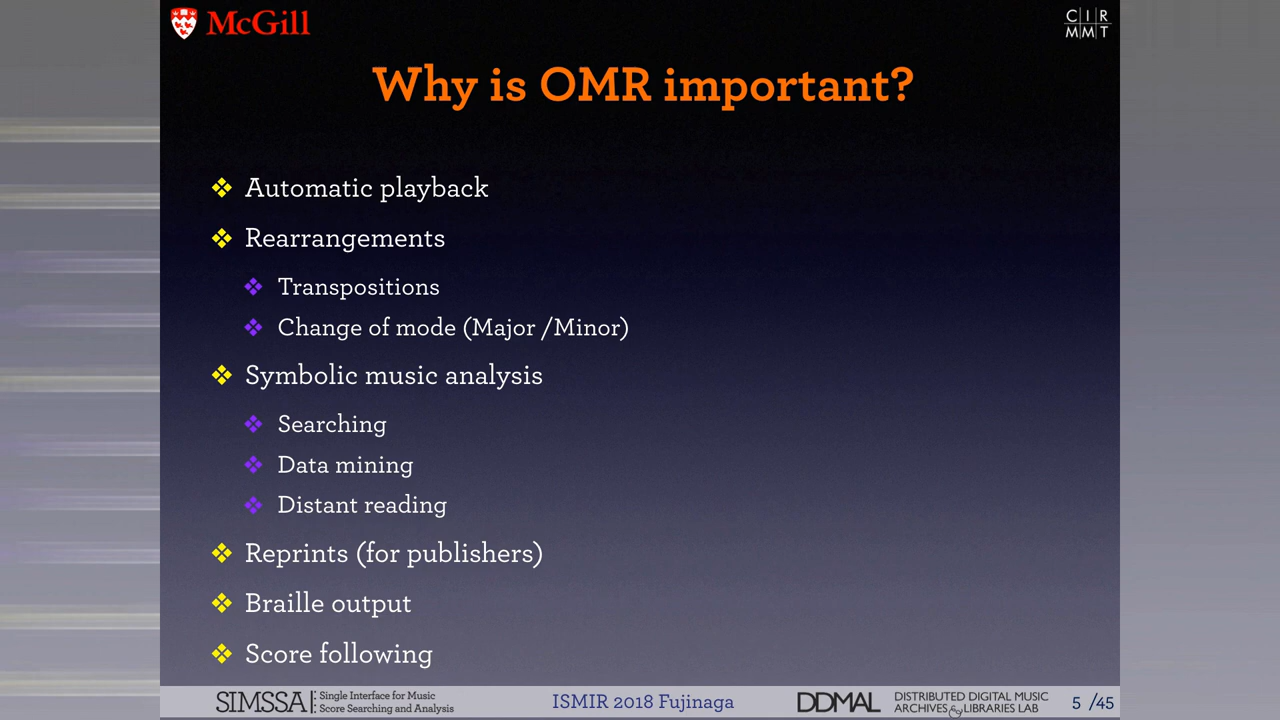 McGill
C I R
M M T
Why is OMR important?
Automatic playback
Rearrangements
Transpositions
Change of mode (Major /Minor)
Symbolic music analysis
Searching
Data mining
Distant reading
Reprints (for publishers)
Braille output
Score following
SIMSSA
Single Interface for Music
Score Searching and Analysis
ISMIR 2018 Fujinaga
DDMAL
DISTRIBUTED DIGITAL MUSIC
ARCHIVES & LIBRARIES LAB
5 /45